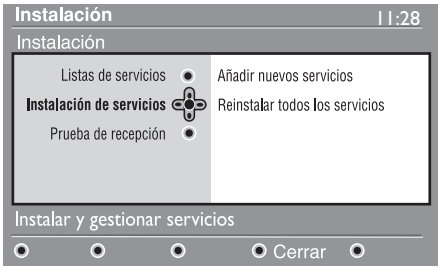 Instalación 11:28
Instalación
Listas de servicios Añadir nuevos servicios
Instalación de servicios Reinstalar todos los servicios
Prueba de recepción
Instalar y gestionar servicios
Cerrar